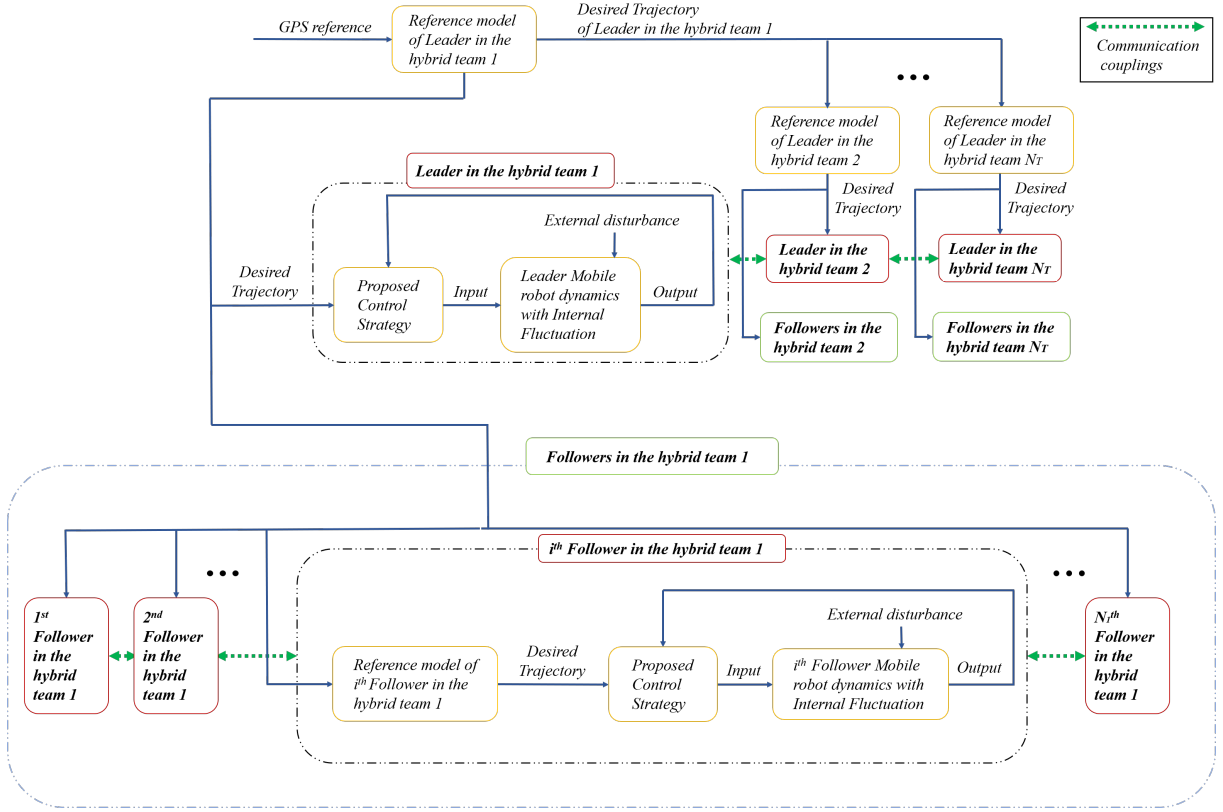 GPS reference
Reference model
of Leader in the
hybrid team 1
Desired Trajectory
of Leader in the hybrid team 1
Communication
couplings
...
Reference model
of Leader in the
hybrid team 2
Reference model
of Leader in the
hybrid team NT
Leader in the hybrid team 1
Desired
Trajectory
Desired
Trajectory
External disturbance
Leader in the
hybrid team 2
Leader in the
hybrid team NT
Desired
Trajectory
Proposed
Control
Strategy
Input
Leader Mobile
robot dynamics
with Internal
Fluctuation
Output
Followers in the
hybrid team 2
Followers in the
hybrid team NT
Followers in the hybrid team 1
ith Follower in the hybrid team 1
...
...
1st
Follower
in the
hybrid
team 1
2nd
Follower
in the
hybrid
team 1
Reference model of
ith Follower in the
hybrid team 1
Desired
Trajectory
Proposed
Control
Strategy
Input
External disturbance
ith Follower Mobile
robot dynamics with
Internal Fluctuation
Output
N1th
Follower
in the
hybrid
team 1